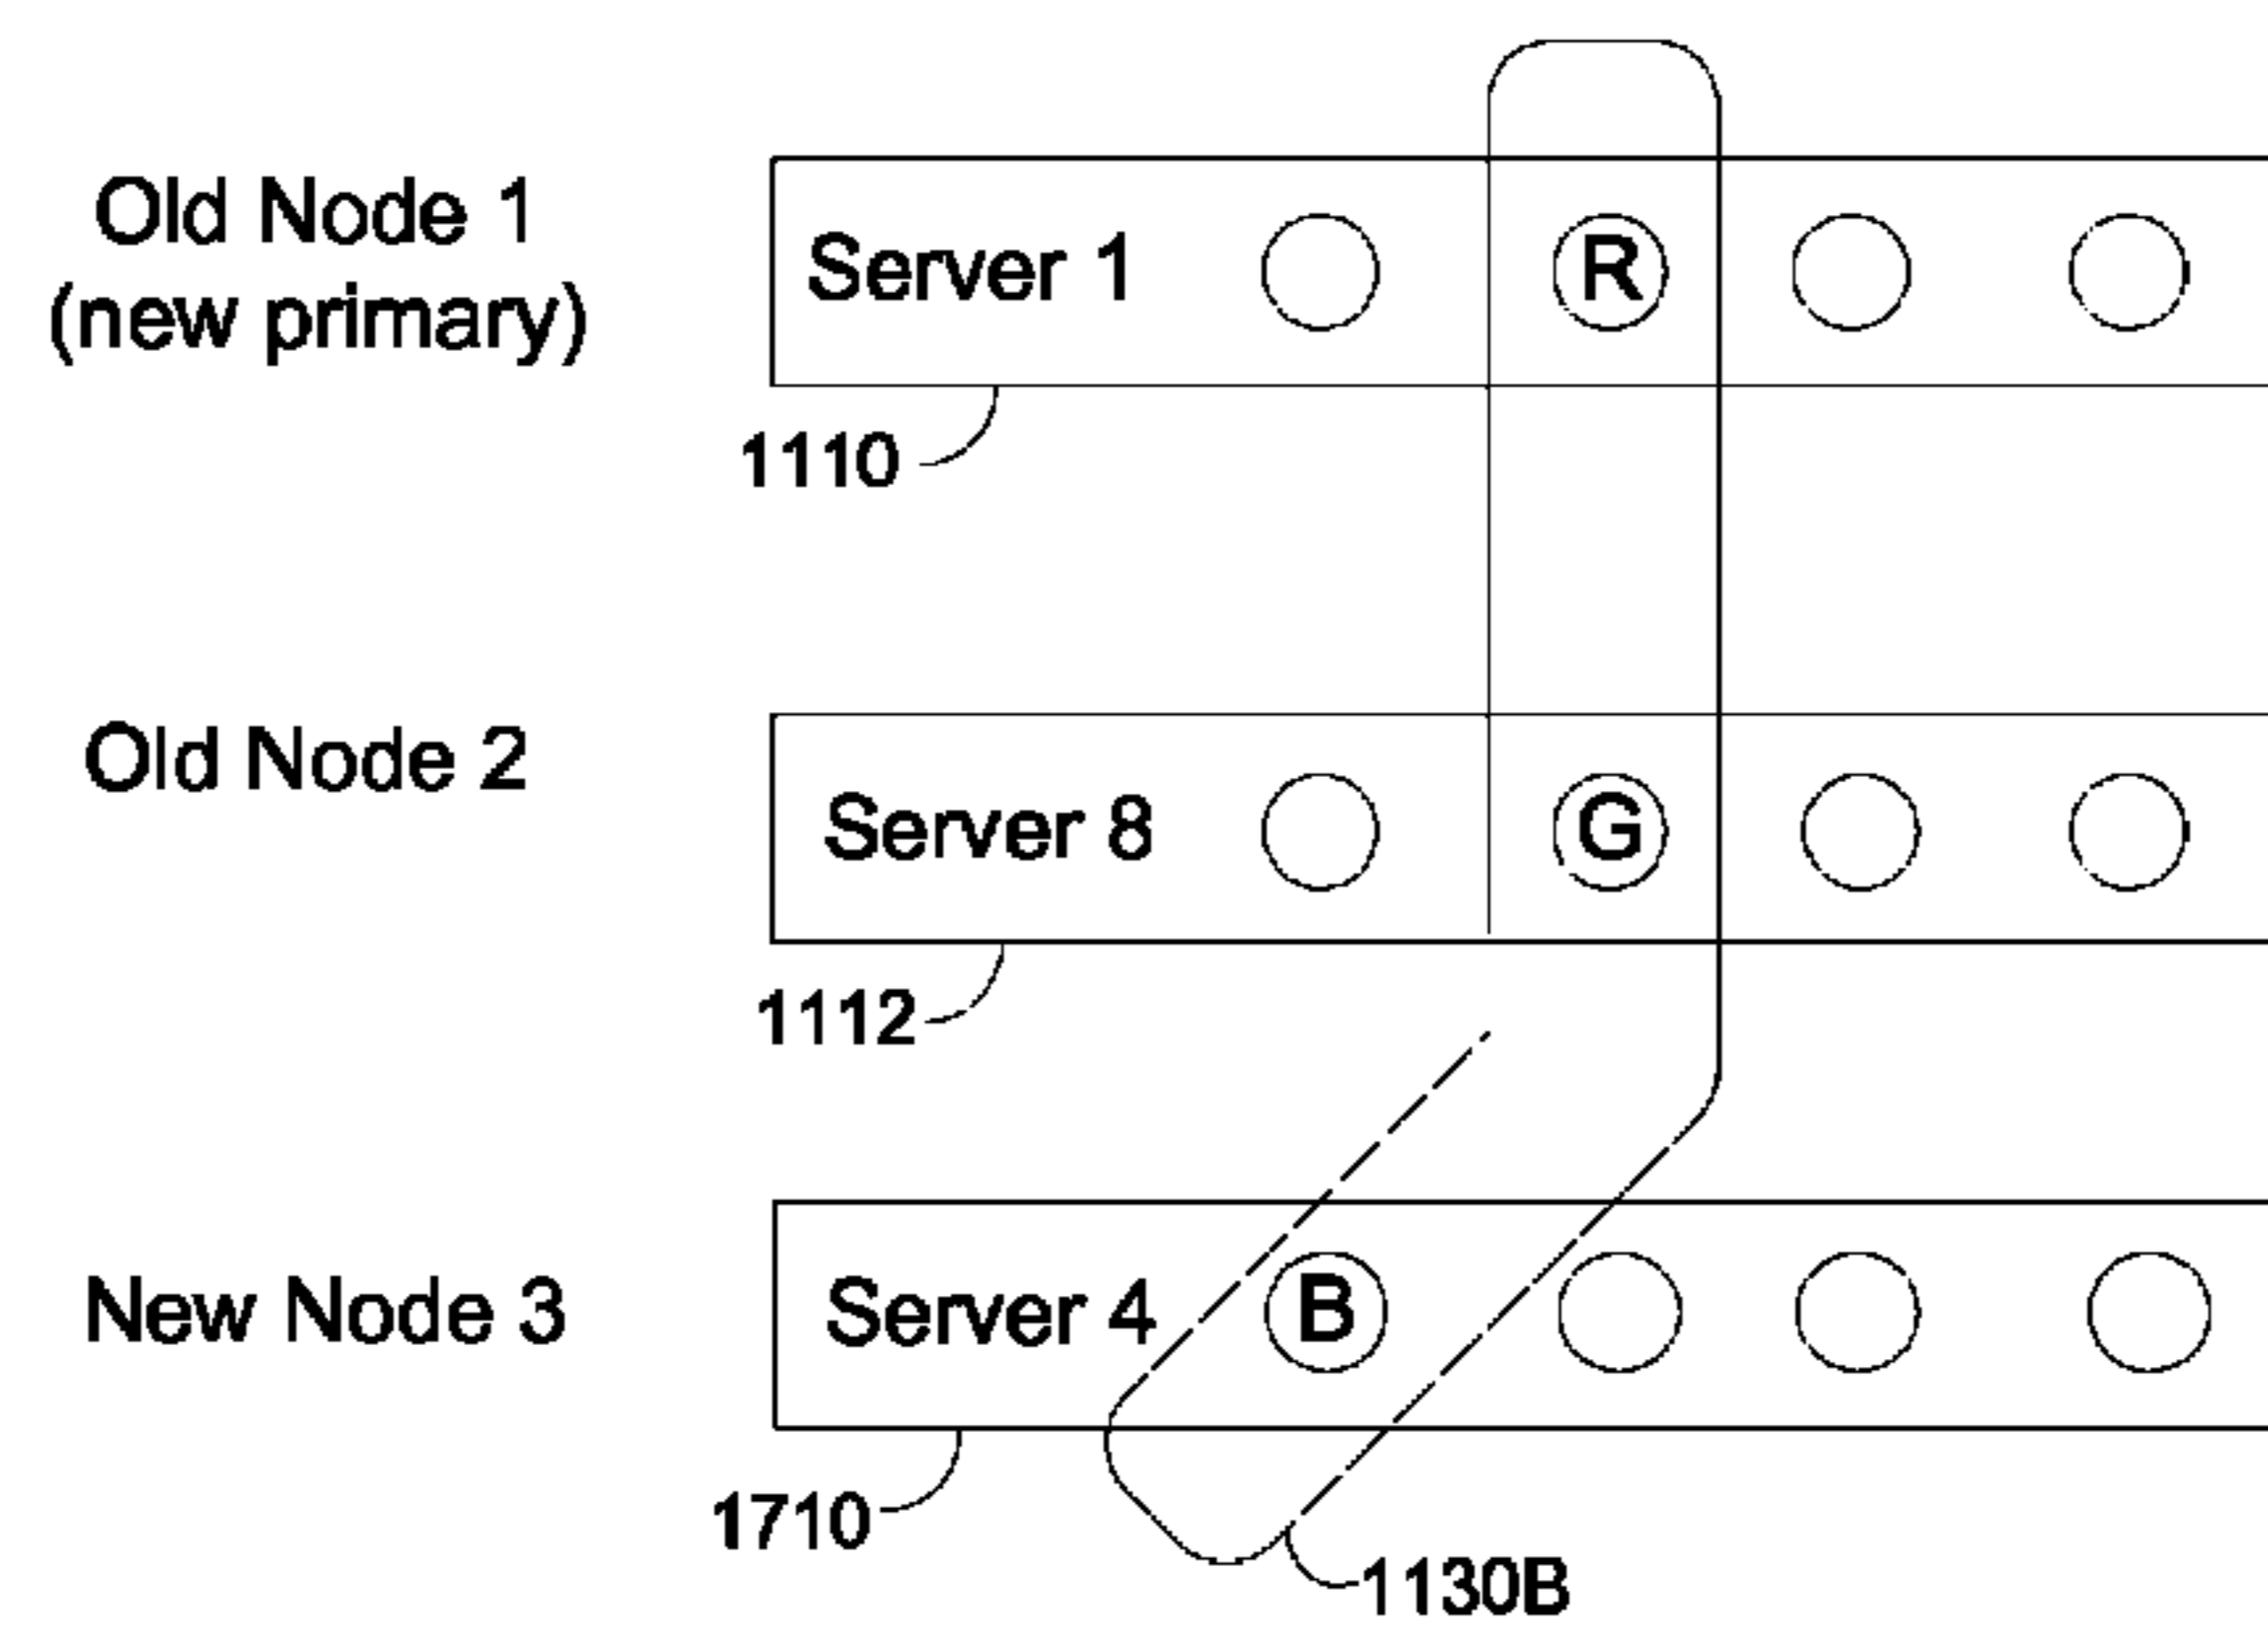 Old Node 1
(new primary)
Server 1
R
1110
Old Node 2
Server 8
G
1112
New Node 3
Server 4
B
1710
1130B